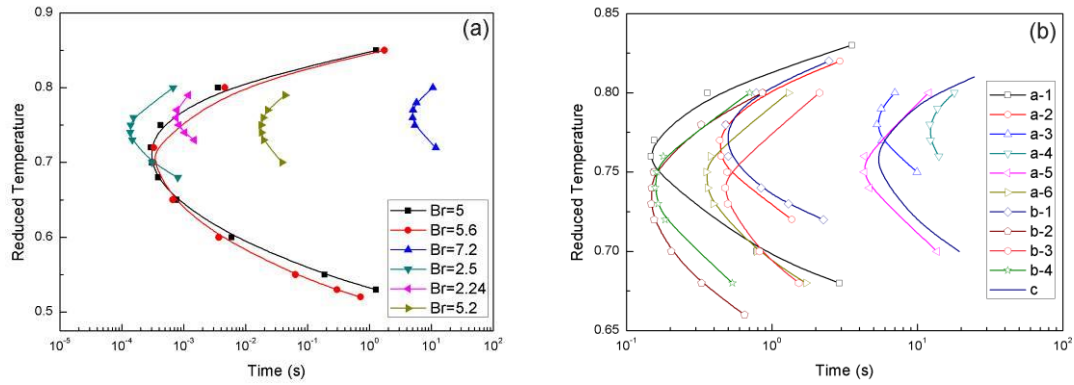 (a)
0.9
0.8
0.7
0.6
0.5
Reduced Temperature
10^-5 10^-4 10^-3 10^-2 10^-1 10^0 10^1 10^2
Time (s)
Br=5
Br=5.6
Br=7.2
Br=2.5
Br=2.24
Br=5.2
(b)
0.85
0.80
0.75
0.70
0.65
Reduced Temperature
10^-1 10^0 10^1 10^2
Time (s)
a-1
a-2
a-3
a-4
a-5
a-6
b-1
b-2
b-3
b-4
c